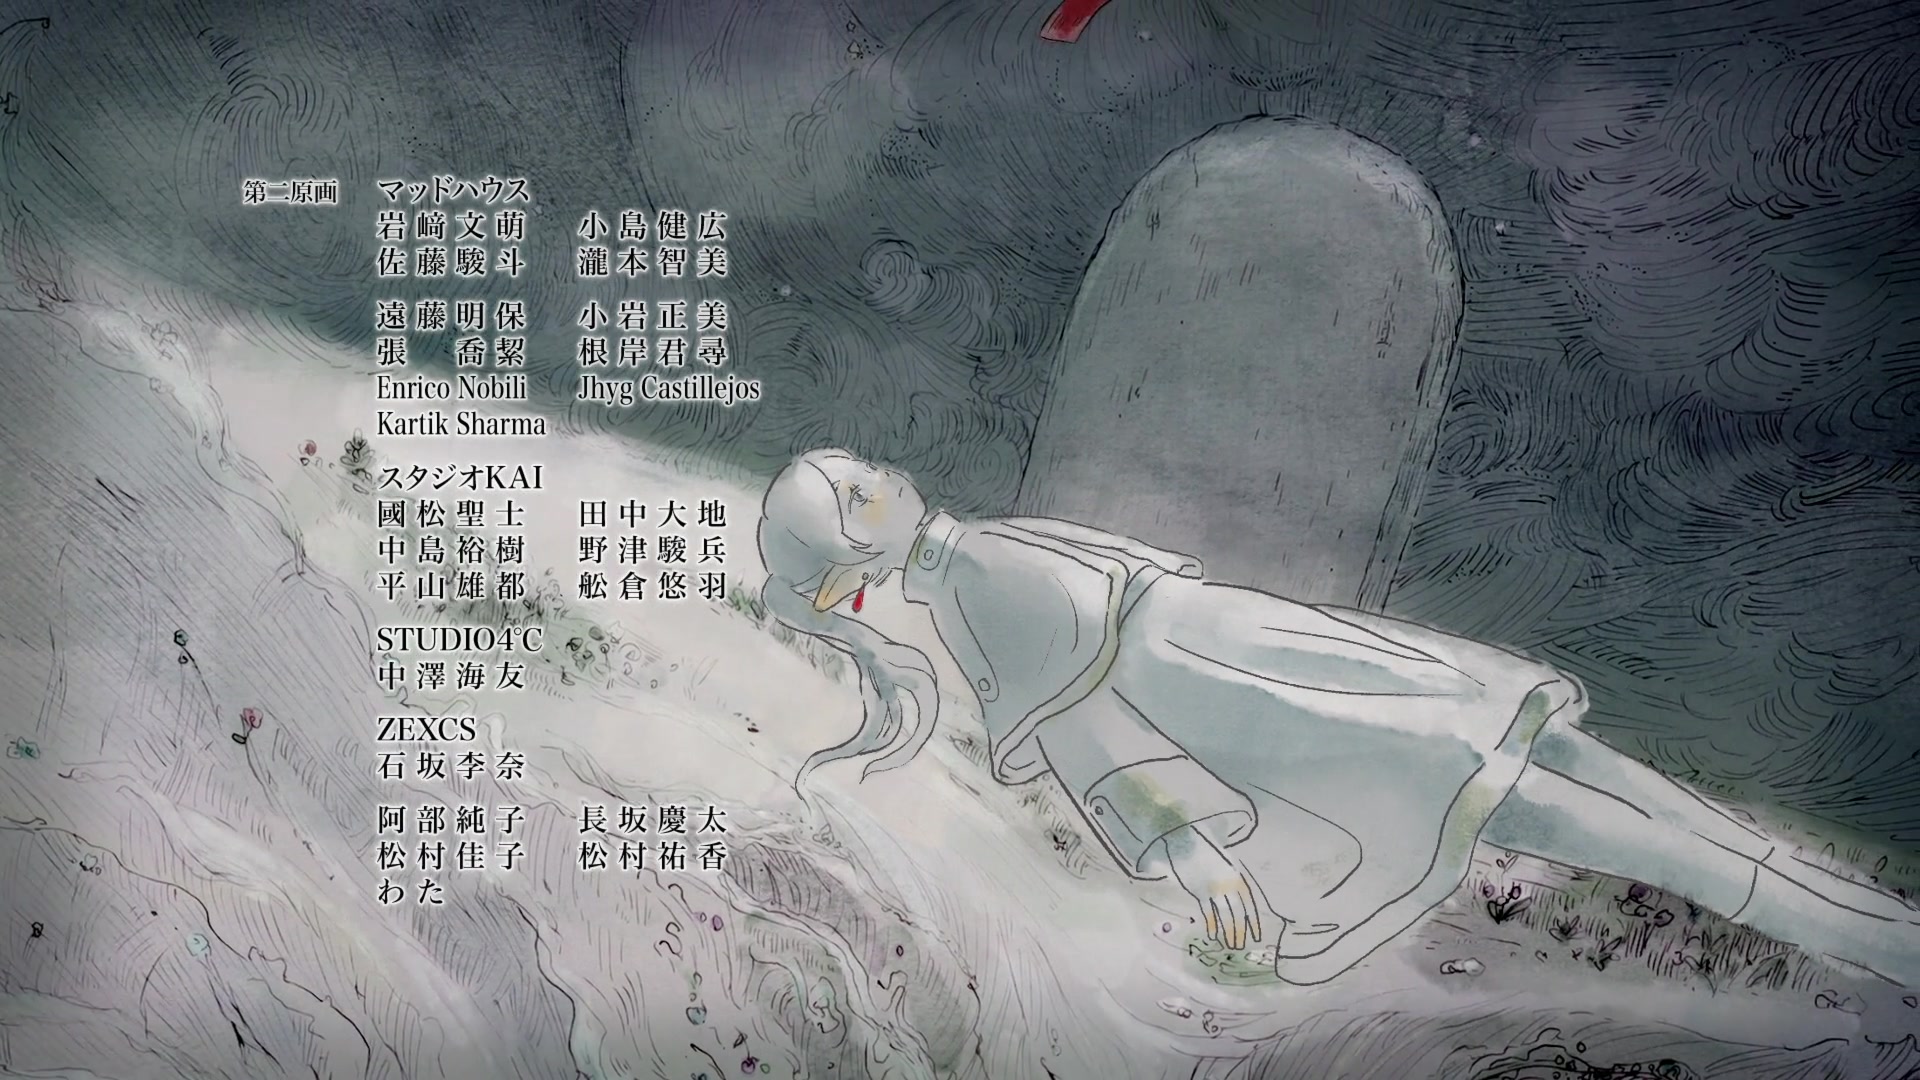 第二原画 マッドハウス
岩﨑文萌 小島健広
佐藤駿斗 瀧本智美
遠藤明保 小岩正美
張 喬絜 根岸君尋
Enrico Nobili Jhyg Castillejos
Kartik Sharma
スタジオKAI
國松聖士 田中大地
中島裕樹 野津駿兵
平山雄都 舩倉悠羽
STUDIO4℃
中澤海友
ZEXCS
石坂李奈
阿部純子 長坂慶太
松村佳子 松村祐香
わた